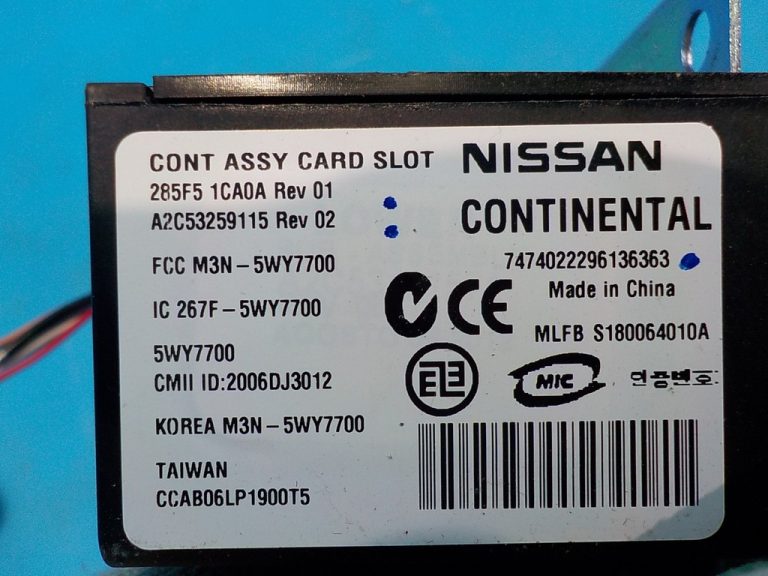 CONT ASSY CARD SLOT
285F5 1CA0A Rev 01
A2C53259115 Rev 02
FCC M3N-5WY7700
IC 267F-5WY7700
5WY7700
CMII ID:2006DJ3012
KOREA M3N-5WY7700
TAIWAN
CCAB06LP1900T5
NISSAN
CONTINENTAL
7474022296136363
Made in China
CE
MLFB S180064010A
MIC
인증번호: